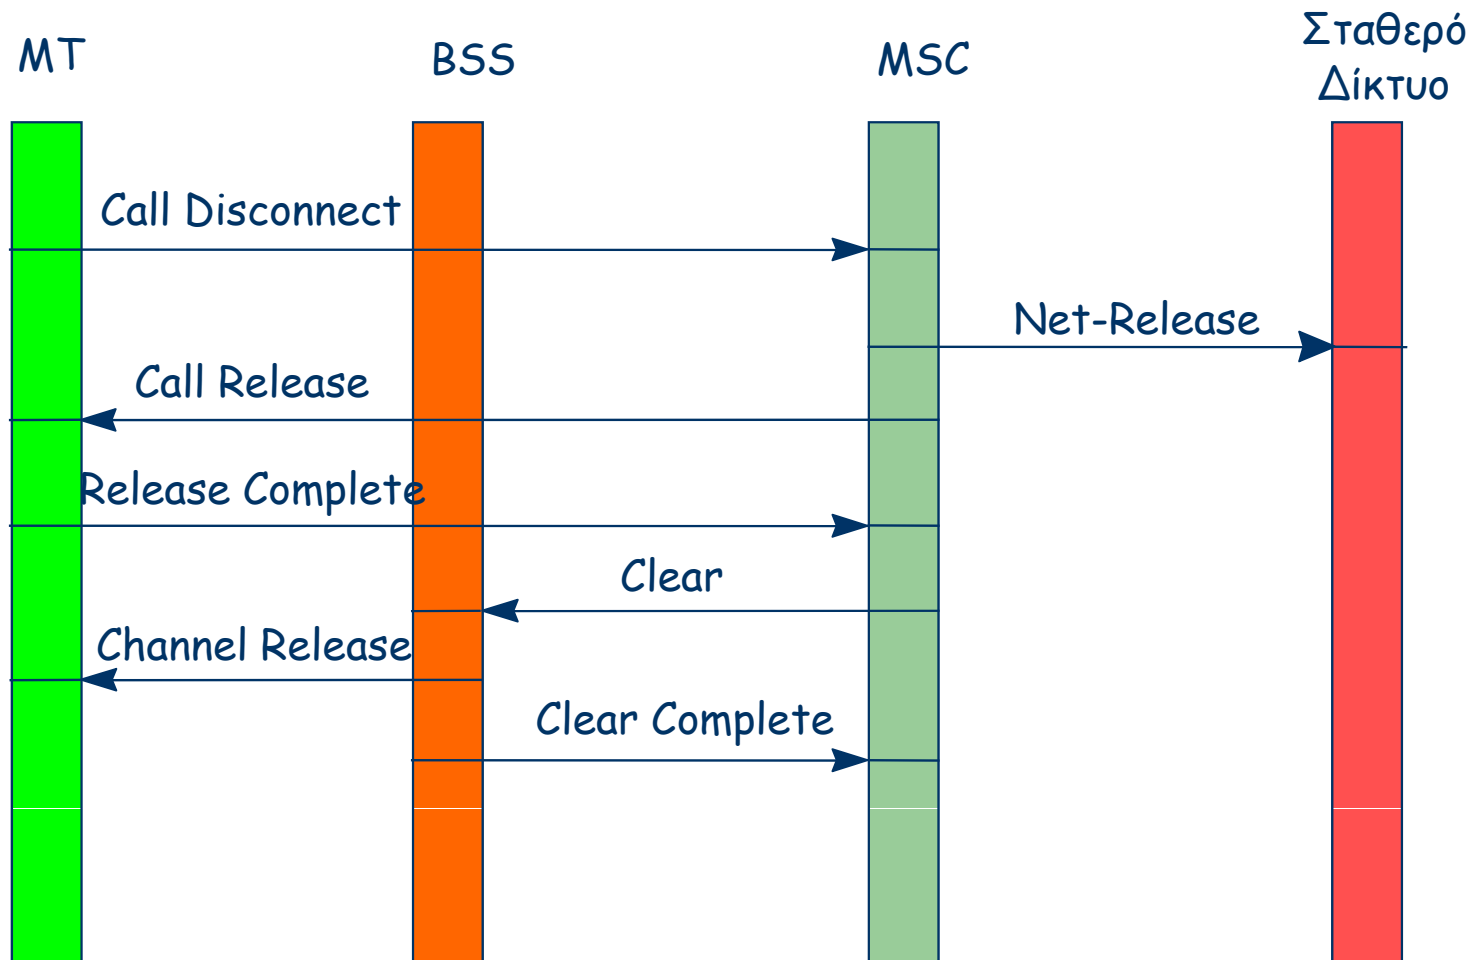 MT
BSS
MSC
Σταθερό
Δίκτυο
Call Disconnect
Net-Release
Call Release
Release Complete
Clear
Channel Release
Clear Complete